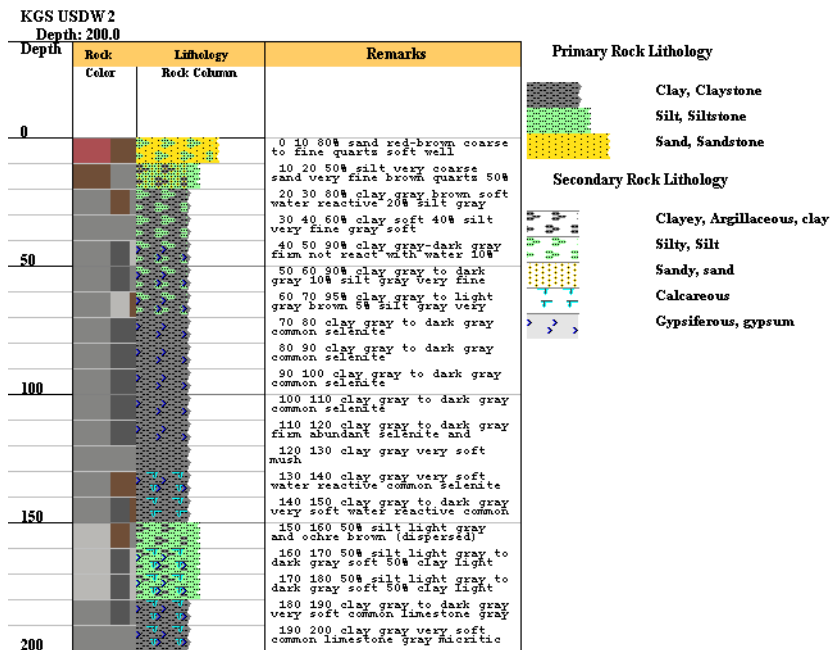 KGS USDW2
Depth: 200.0
Depth
Rock
Color
Lithology
Rock Column
Remarks
0
0 10 80% sand red-brown coarse
to fine quartz soft well
10 20 50% silt very coarse
sand very fine brown quartz 50%
20 30 80% clay gray brown soft
water reactive 20% silt gray
30 40 60% clay soft 40% silt
very fine gray soft
40 50 90% clay gray-dark gray
firm not react with water 10%
50
50 60 90% clay gray to dark
gray 10% silt gray very fine
60 70 95% clay gray to light
gray brown 5% silt gray very
70 80 clay gray to dark gray
common selenite
80 90 clay gray to dark gray
common selenite
90 100 clay gray to dark gray
common selenite
100
100 110 clay gray to dark gray
common selenite
110 120 clay gray to dark gray
firm abundant selenite and
120 130 clay gray very soft
mush
130 140 clay gray very soft
water reactive common selenite
140 150 clay gray to dark gray
very soft water reactive common
150
150 160 50% silt light gray
and ochre brown (dispersed)
160 170 50% silt light gray to
dark gray soft 50% clay light
170 180 50% silt light gray to
dark gray soft 50% clay light
180 190 clay gray to dark gray
very soft common limestone gray
190 200 clay gray very soft
common limestone gray micritic
200
Primary Rock Lithology
Clay, Claystone
Silt, Siltstone
Sand, Sandstone
Secondary Rock Lithology
Clayey, Argillaceous, clay
Silty, Silt
Sandy, sand
Calcareous
Gypsiferous, gypsum